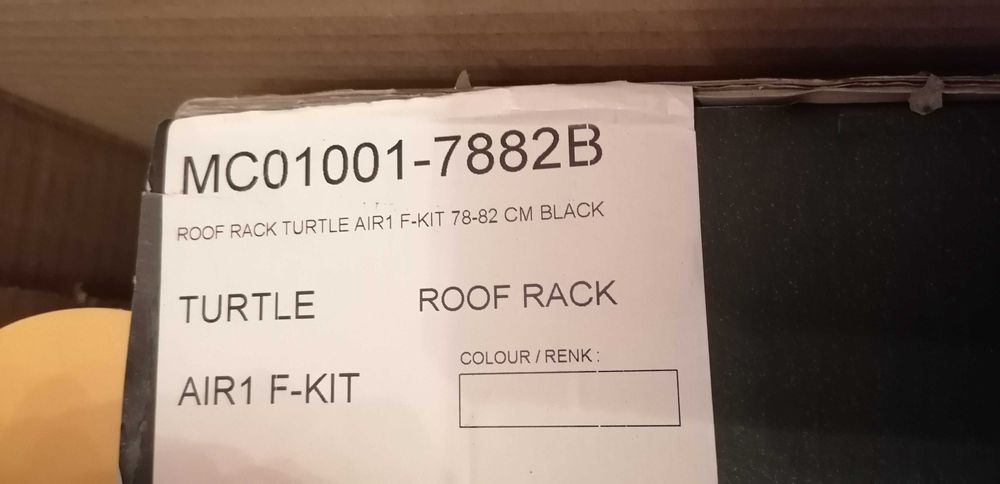 MC01001-7882B
ROOF RACK TURTLE AIR1 F-KIT 78-82 CM BLACK
TURTLE ROOF RACK
COLOUR / RENK :
AIR1 F-KIT